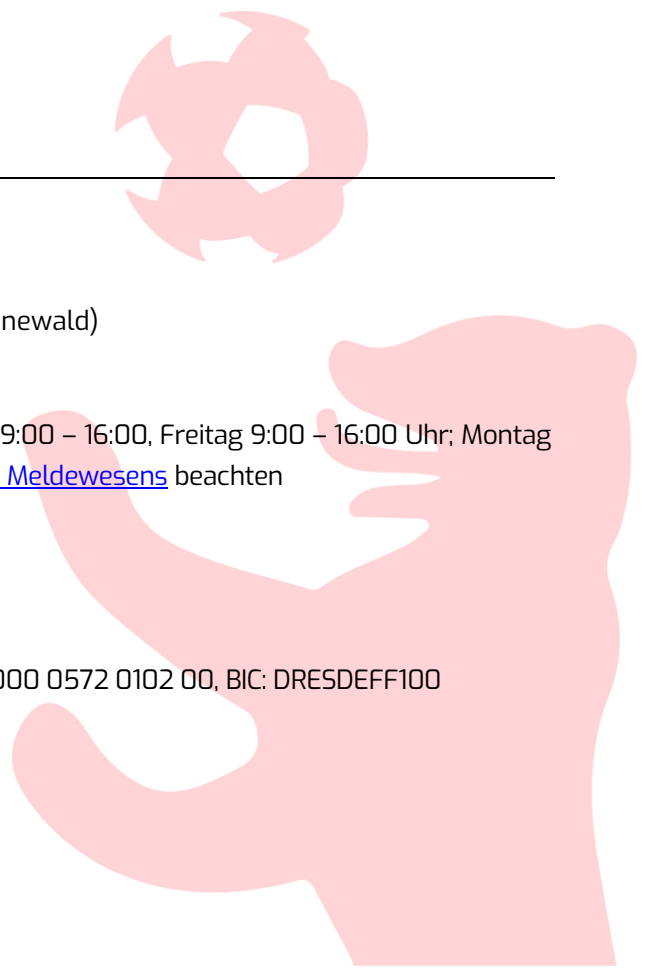 newald)
9:00 – 16:00, Freitag 9:00 – 16:00 Uhr; Montag
Meldewesens beachten
000 0572 0102 00, BIC: DRESDEFF100